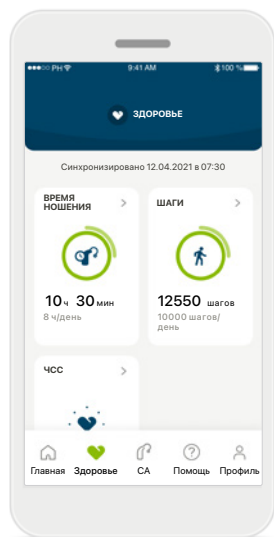 PH 9:41 AM 100 %
ЗДОРОВЬЕ
Синхронизировано 12.04.2021 в 07:30
ВРЕМЯ
НОШЕНИЯ
10 ч 30 мин
8 ч/день
ШАГИ
12550 шагов
10000 шагов/
день
ЧСС
Главная Здоровье СА Помощь Профиль